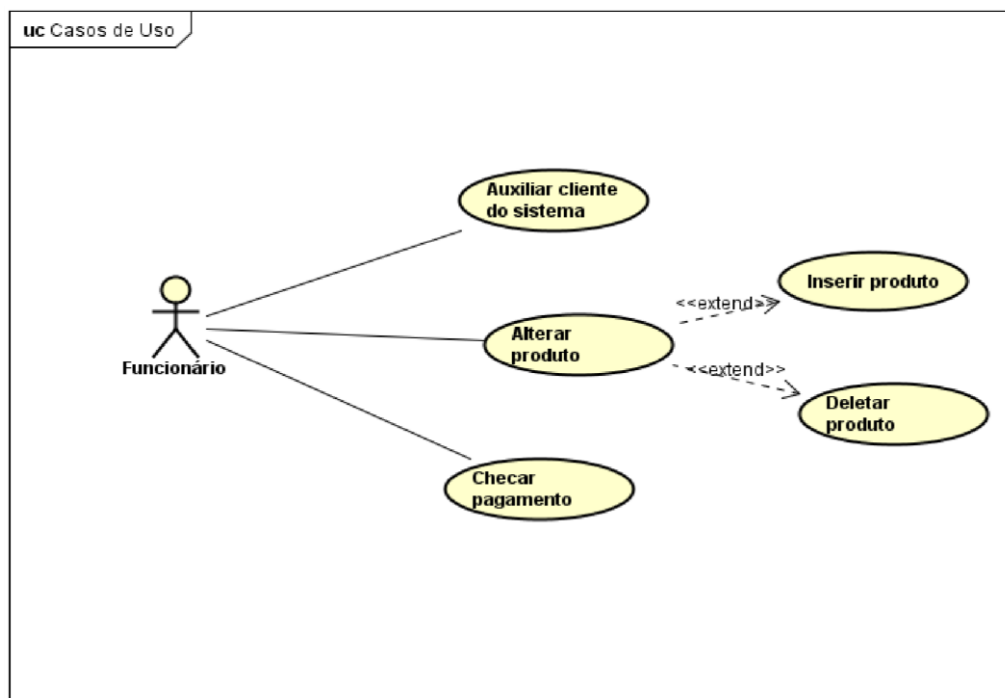 uc Casos de Uso
Auxiliar cliente
do sistema
Inserir produto
<<extend>>
Alterar
produto
Funcionário
<<extend>>
Deletar
produto
Checar
pagamento